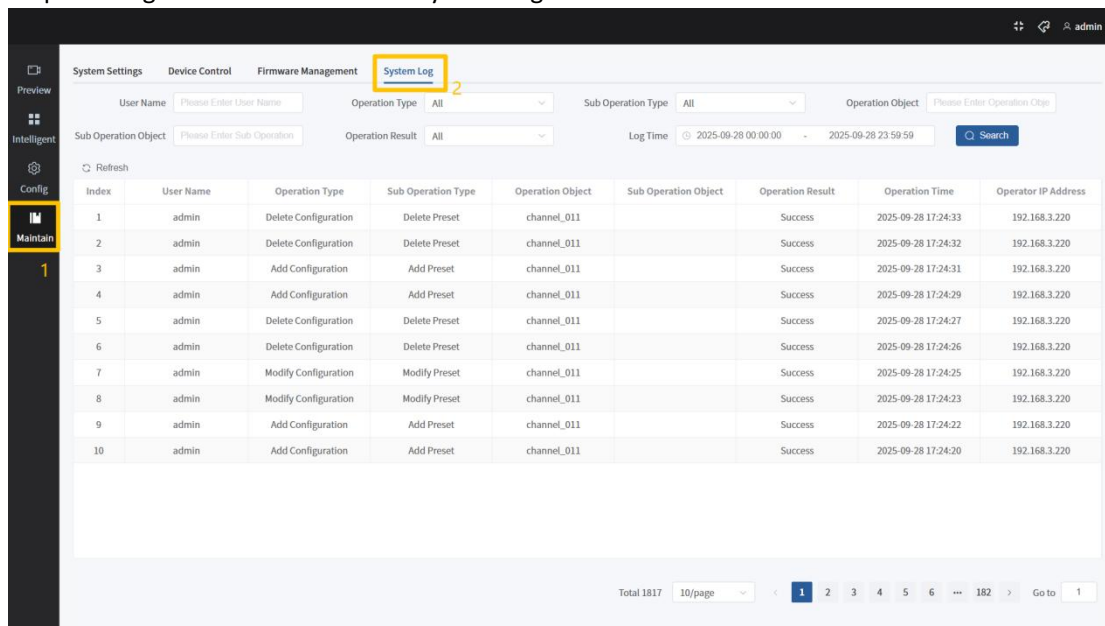 admin
System Settings Device Control Firmware Management System Log 2
Preview
User Name Please Enter User Name Operation Type All Sub Operation Type All Operation Object Please Enter Operation Obje
Intelligent
Sub Operation Object Please Enter Sub Operation Operation Result All Log Time 2025-09-28 00:00:00 - 2025-09-28 23:59:59 Search
Refresh
Config
Maintain
1
Index User Name Operation Type Sub Operation Type Operation Object Sub Operation Object Operation Result Operation Time Operator IP Address
1 admin Delete Configuration Delete Preset channel_011 Success 2025-09-28 17:24:33 192.168.3.220
2 admin Delete Configuration Delete Preset channel_011 Success 2025-09-28 17:24:32 192.168.3.220
3 admin Add Configuration Add Preset channel_011 Success 2025-09-28 17:24:31 192.168.3.220
4 admin Add Configuration Add Preset channel_011 Success 2025-09-28 17:24:29 192.168.3.220
5 admin Delete Configuration Delete Preset channel_011 Success 2025-09-28 17:24:27 192.168.3.220
6 admin Delete Configuration Delete Preset channel_011 Success 2025-09-28 17:24:26 192.168.3.220
7 admin Modify Configuration Modify Preset channel_011 Success 2025-09-28 17:24:25 192.168.3.220
8 admin Modify Configuration Modify Preset channel_011 Success 2025-09-28 17:24:23 192.168.3.220
9 admin Add Configuration Add Preset channel_011 Success 2025-09-28 17:24:22 192.168.3.220
10 admin Add Configuration Add Preset channel_011 Success 2025-09-28 17:24:20 192.168.3.220
Total 1817 10/page < 1 2 3 4 5 6 ••• 182 > Go to 1